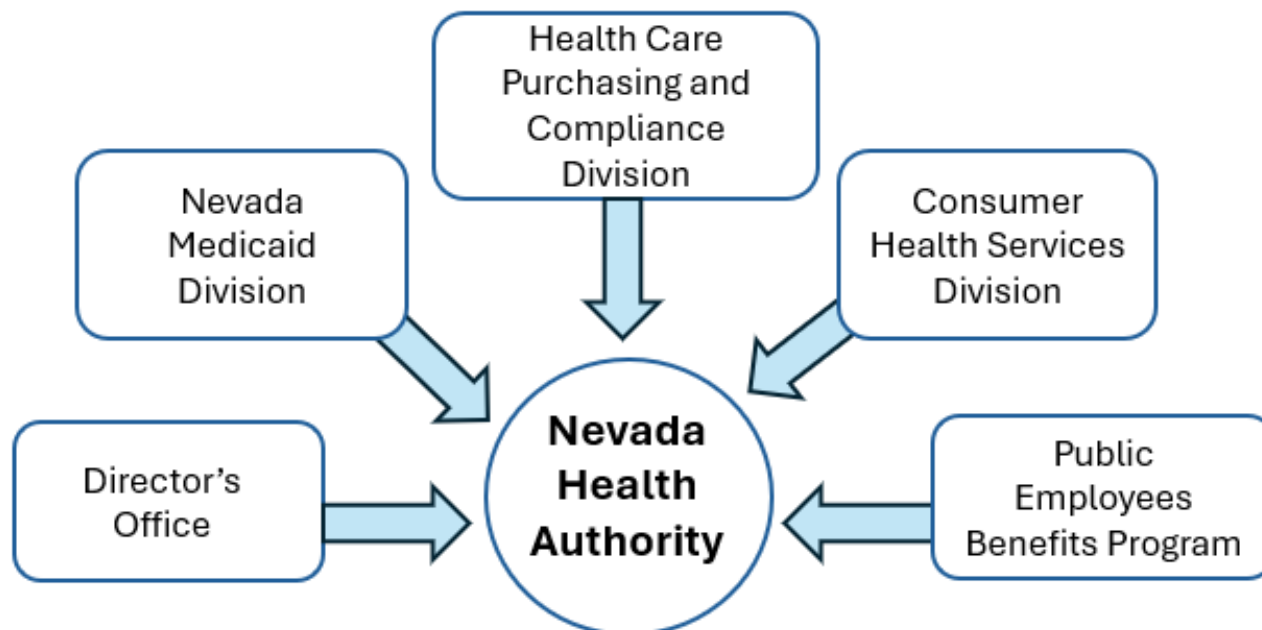 Health Care
Purchasing and
Compliance
Division
Nevada
Medicaid
Division
Consumer
Health Services
Division
Director’s
Office
Nevada
Health
Authority
Public
Employees
Benefits Program